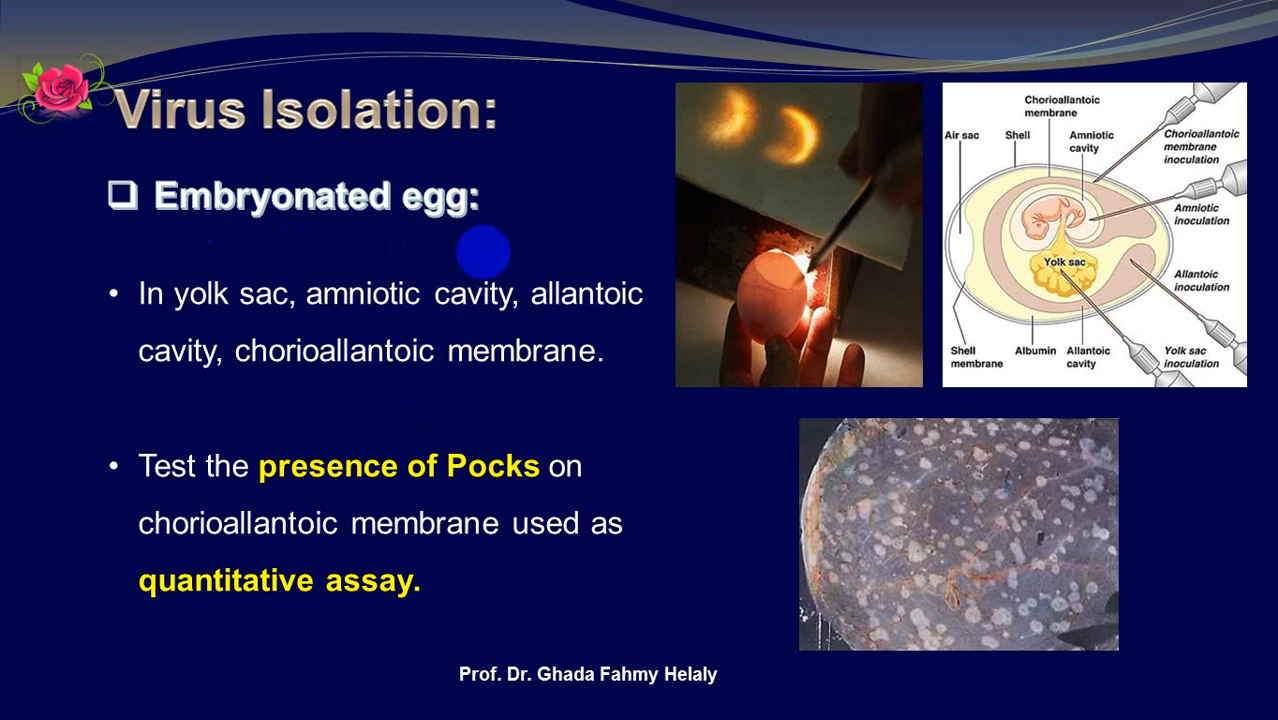 Virus Isolation:
❑ Embryonated egg:
• In yolk sac, amniotic cavity, allantoic
cavity, chorioallantoic membrane.
• Test the presence of Pocks on
chorioallantoic membrane used as
quantitative assay.
Chorioallantoic
membrane
Air sac
Shell
Amniotic
cavity
Chorioallantoic
membrane
inoculation
Amniotic
inoculation
Yolk sac
Allantoic
inoculation
Shell
membrane
Albumin
Allantoic
cavity
Yolk sac
inoculation
Prof. Dr. Ghada Fahmy Helaly